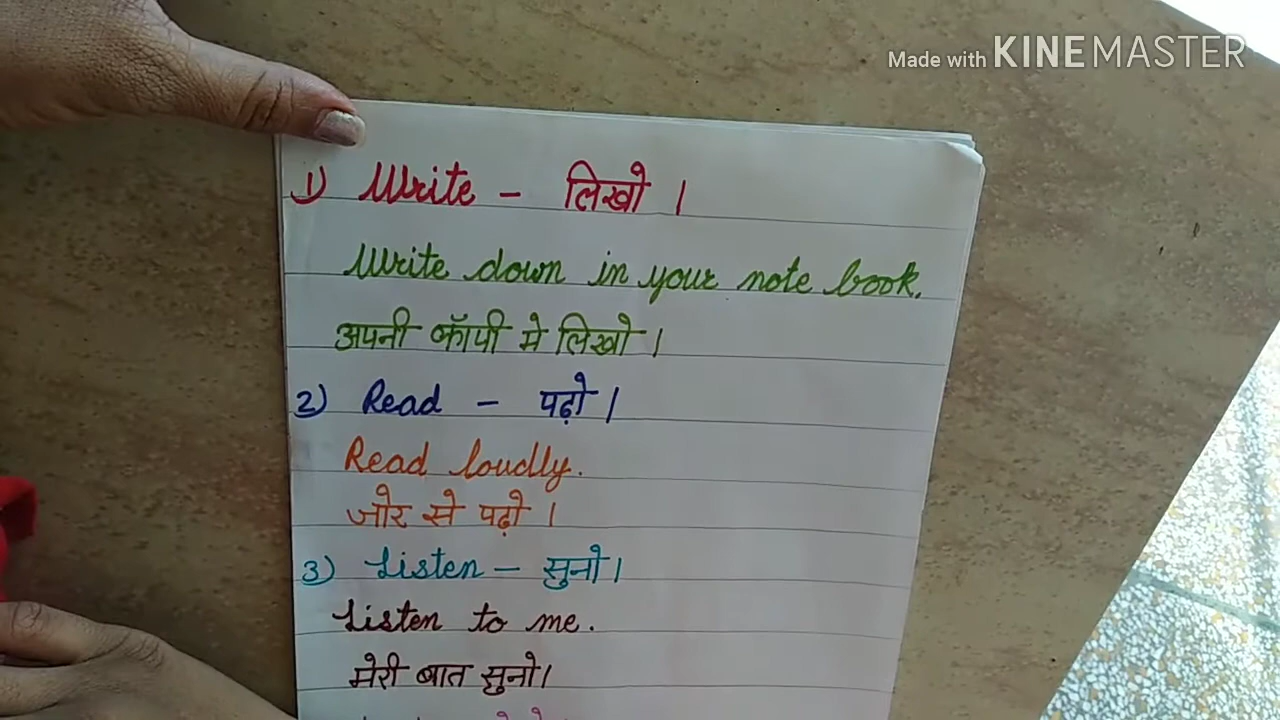 Made with KINEMASTER
1) Write - लिखो ।
Write down in your note book.
अपनी कॉपी मे लिखो ।
2) Read - पढ़ो ।
Read loudly.
जोर से पढ़ो ।
3) Listen - सुनो ।
Listen to me.
मेरी बात सुनो ।